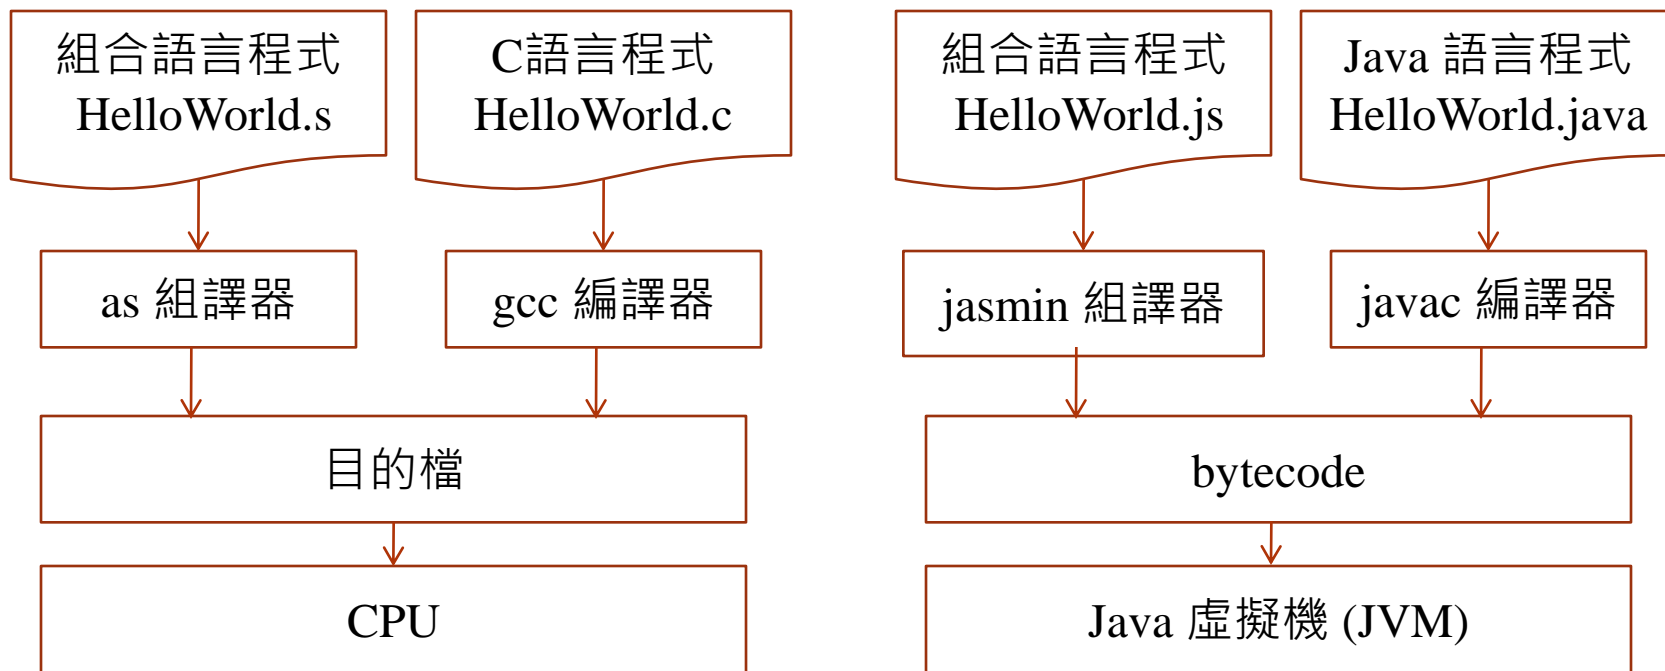 組合語言程式
HelloWorld.s
C語言程式
HelloWorld.c
組合語言程式
HelloWorld.js
Java 語言程式
HelloWorld.java
as 組譯器
gcc 編譯器
jasmin 組譯器
javac 編譯器
目的檔
bytecode
CPU
Java 虛擬機 (JVM)